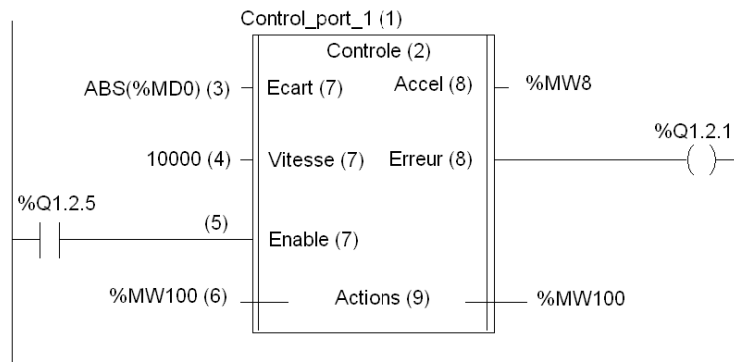 Control_port_1 (1)
Controle (2)
ABS(%MD0) (3) Ecart (7) Accel (8) %MW8
%Q1.2.1
10000 (4) Vitesse (7) Erreur (8)
%Q1.2.5
(5)
Enable (7)
%MW100 (6) Actions (9) %MW100